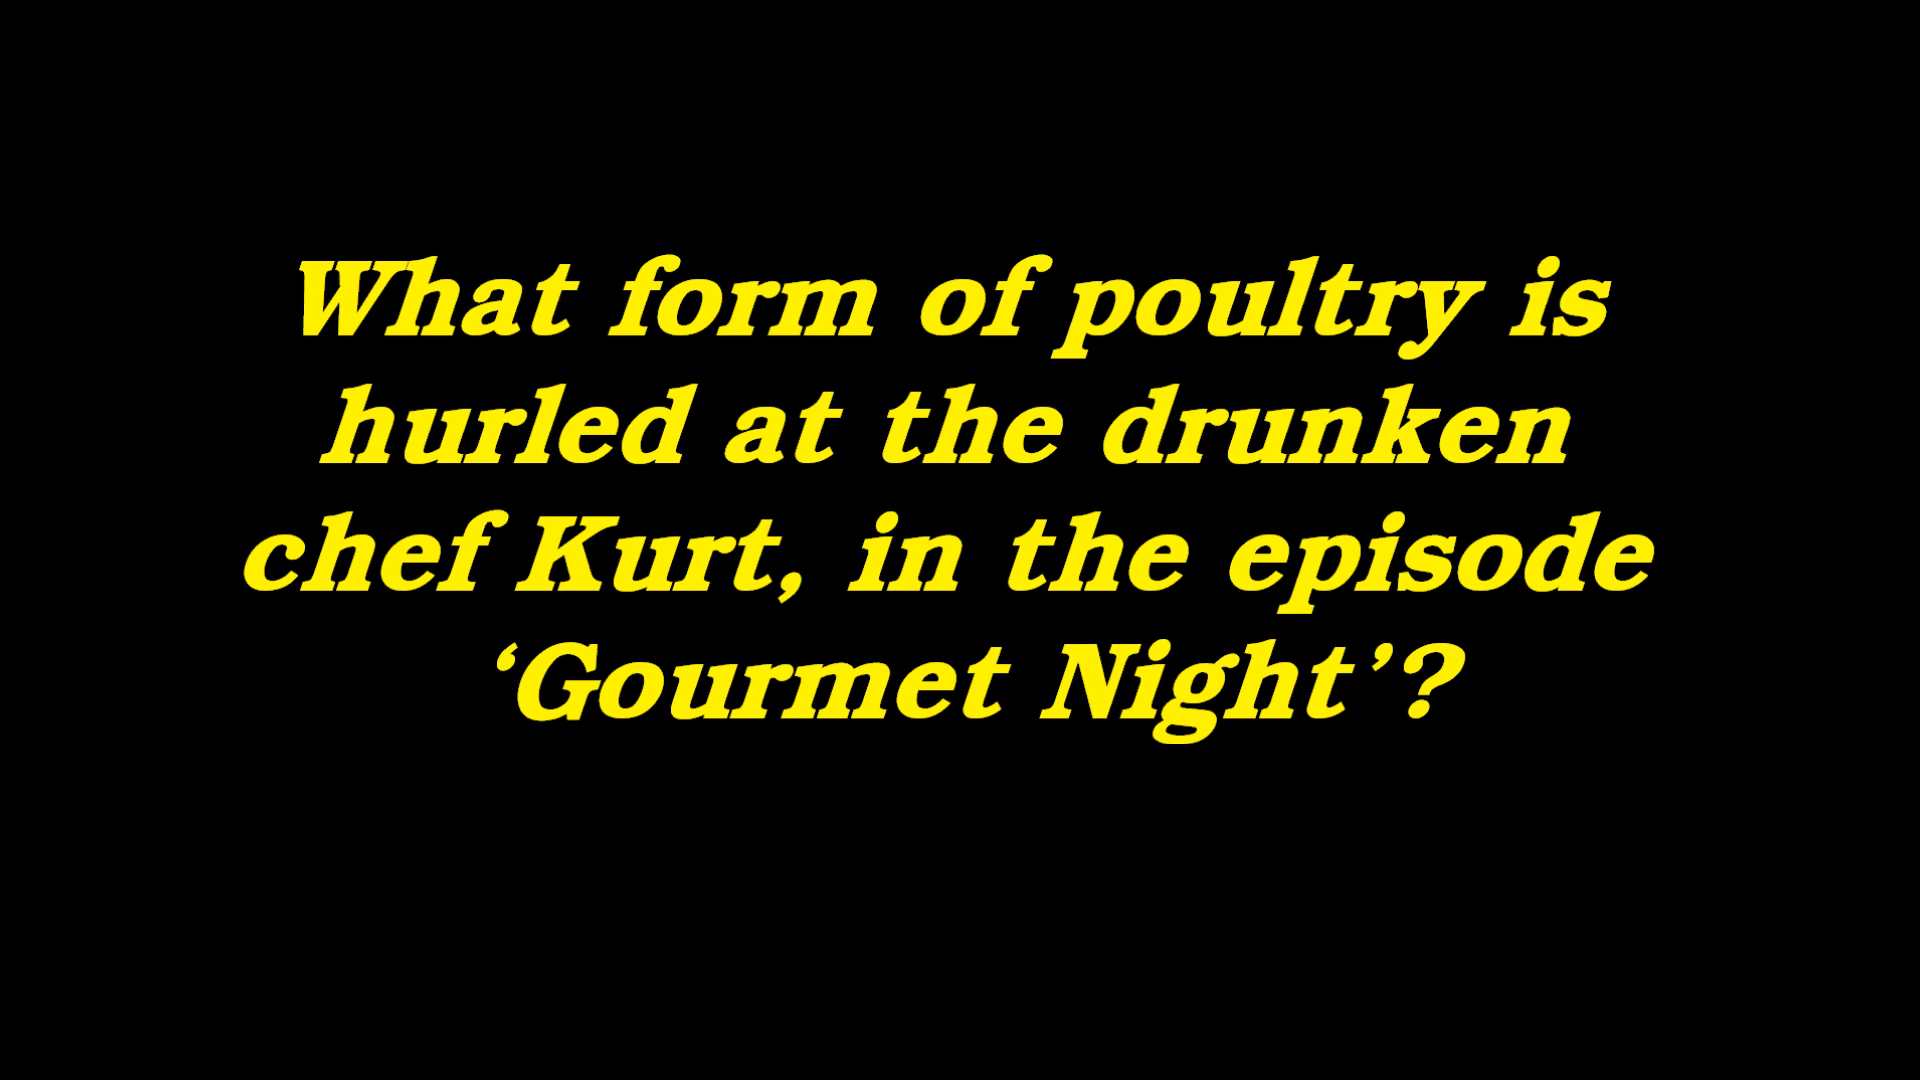 What form of poultry is
hurled at the drunken
chef Kurt, in the episode
‘Gourmet Night’?